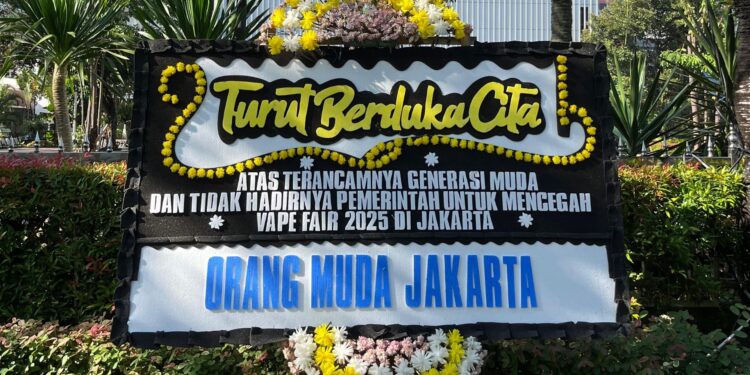 Turut Berduka Cita
ATAS TERANCAMNYA GENERASI MUDA
DAN TIDAK HADIRNYA PEMERINTAH UNTUK MENCEGAH
VAPE FAIR 2025 DI JAKARTA
ORANG MUDA JAKARTA